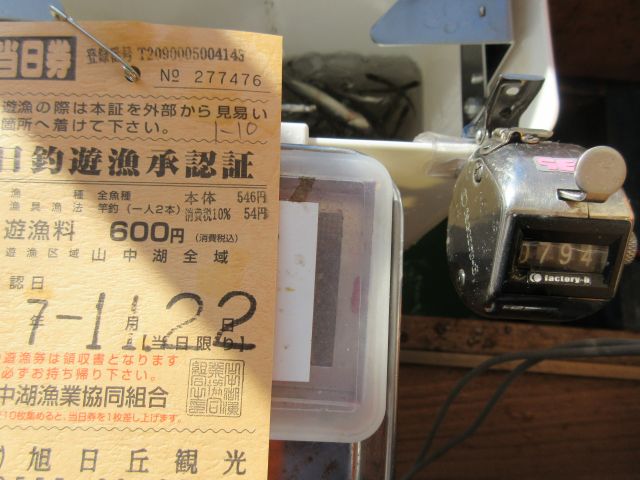 当日券
登録番号 T2090005004143
№ 277476
遊漁の際は本証を外部から見易い
箇所へ着けて下さい。
1-10
日釣遊漁承認証
漁種 全魚種 本体 546円
漁具漁法 竿釣(一人2本) 消費税10% 54円
遊漁料 600円 (消費税込)
遊漁区域 山中湖全域
認日
7年-11月22日
【当日限り】
遊漁券は領収書となります
必ずお持ち帰り下さい。
中湖漁業協同組合
10枚集めると、当日券を1枚差し上げます。
旭日丘観光
0794
factory-b